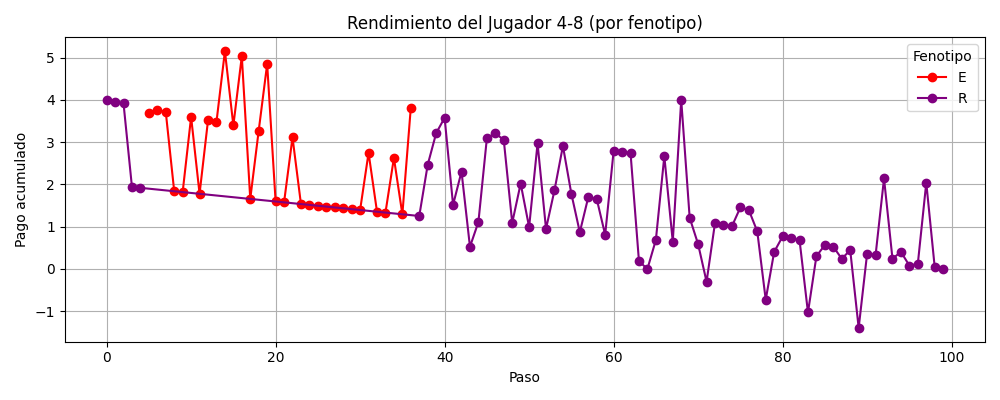 Rendimiento del Jugador 4-8 (por fenotipo)
Pago acumulado
5
4
3
2
1
0
−1
Fenotipo
E
R
0 20 40 60 80 100
Paso